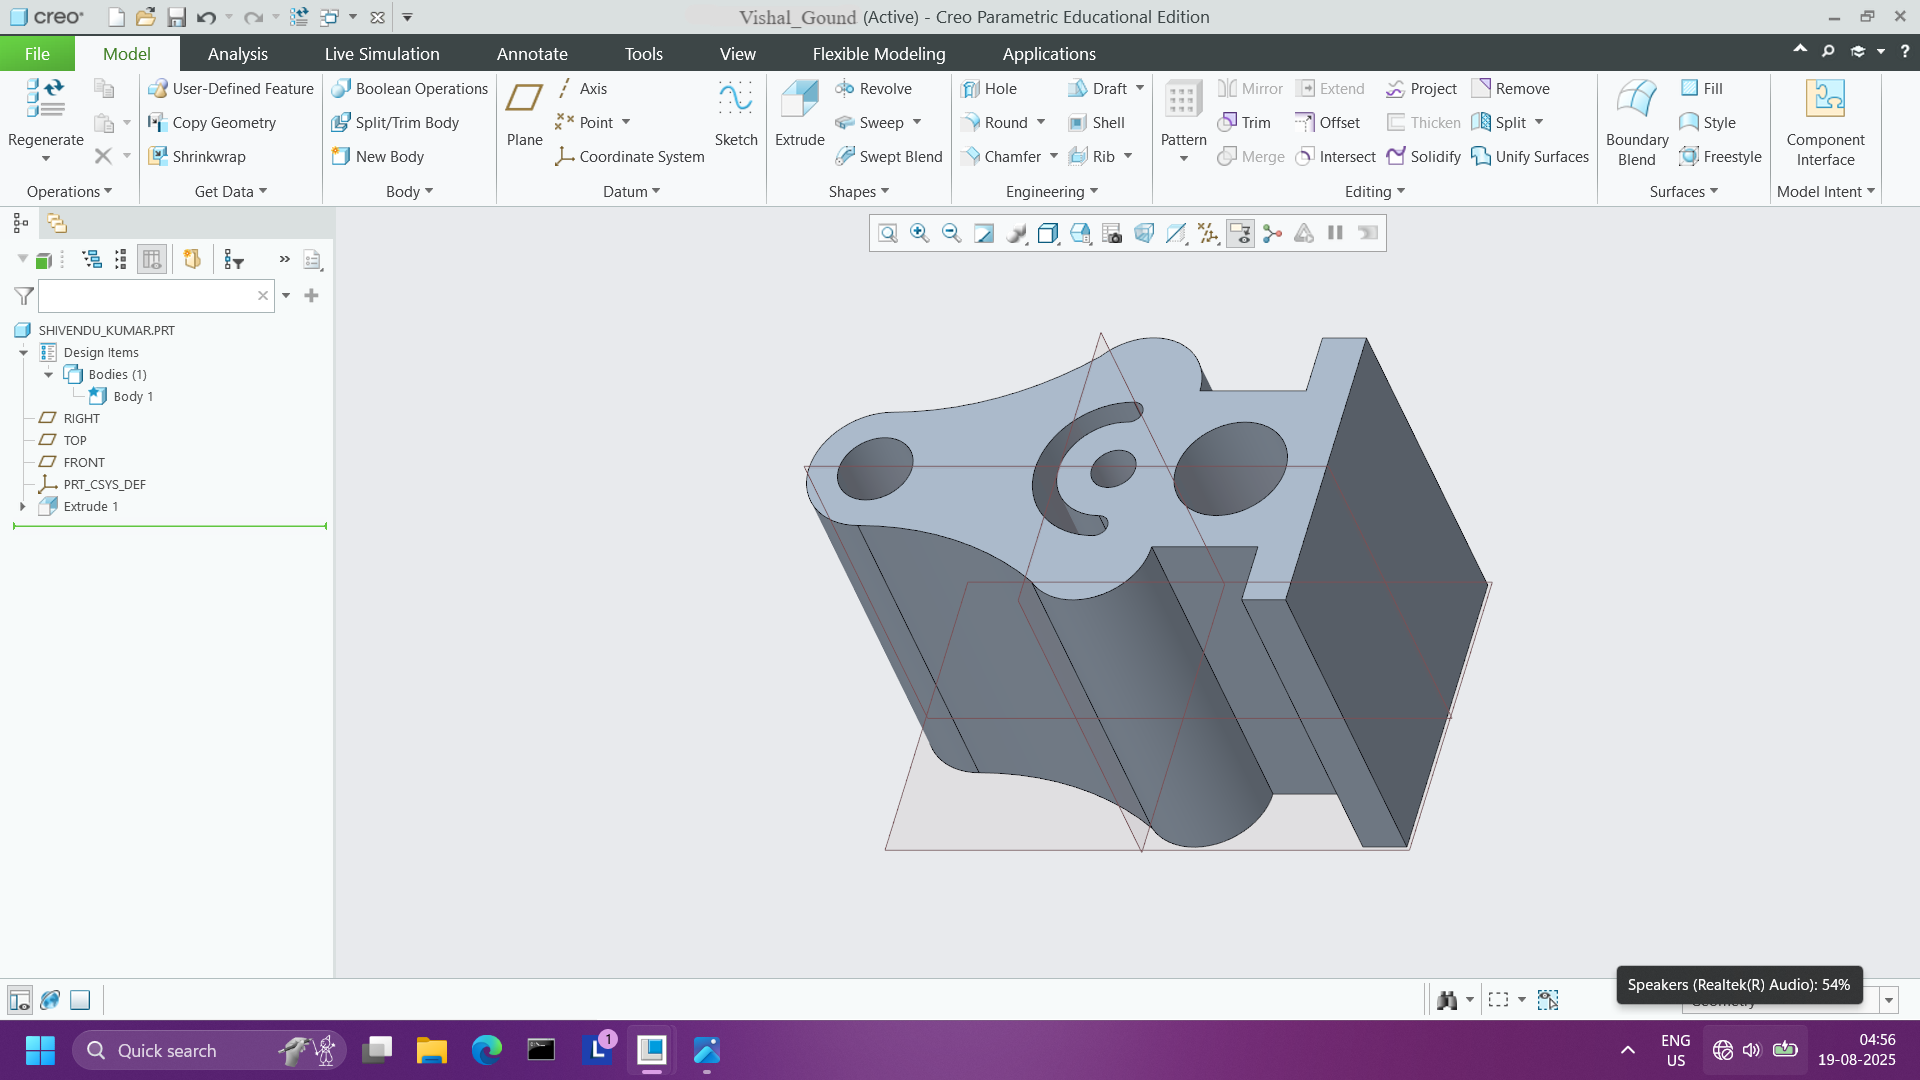 creo
Vishal_Gound (Active) - Creo Parametric Educational Edition
File Model Analysis Live Simulation Annotate Tools View Flexible Modeling Applications
Regenerate
User-Defined Feature
Copy Geometry
Shrinkwrap
Boolean Operations
Split/Trim Body
New Body
Plane
Axis
Point
Coordinate System
Sketch
Extrude
Revolve
Sweep
Swept Blend
Hole
Round
Chamfer
Draft
Shell
Rib
Pattern
Mirror
Trim
Merge
Extend
Offset
Intersect
Project
Thicken
Solidify
Remove
Split
Unify Surfaces
Boundary
Blend
Fill
Style
Freestyle
Component
Interface
Operations Get Data Body Datum Shapes Engineering Editing Surfaces Model Intent
SHIVENDU_KUMAR.PRT
Design Items
Bodies (1)
Body 1
RIGHT
TOP
FRONT
PRT_CSYS_DEF
Extrude 1
Speakers (Realtek(R) Audio): 54%
Quick search
1
L
ENG
US
04:56
19-08-2025